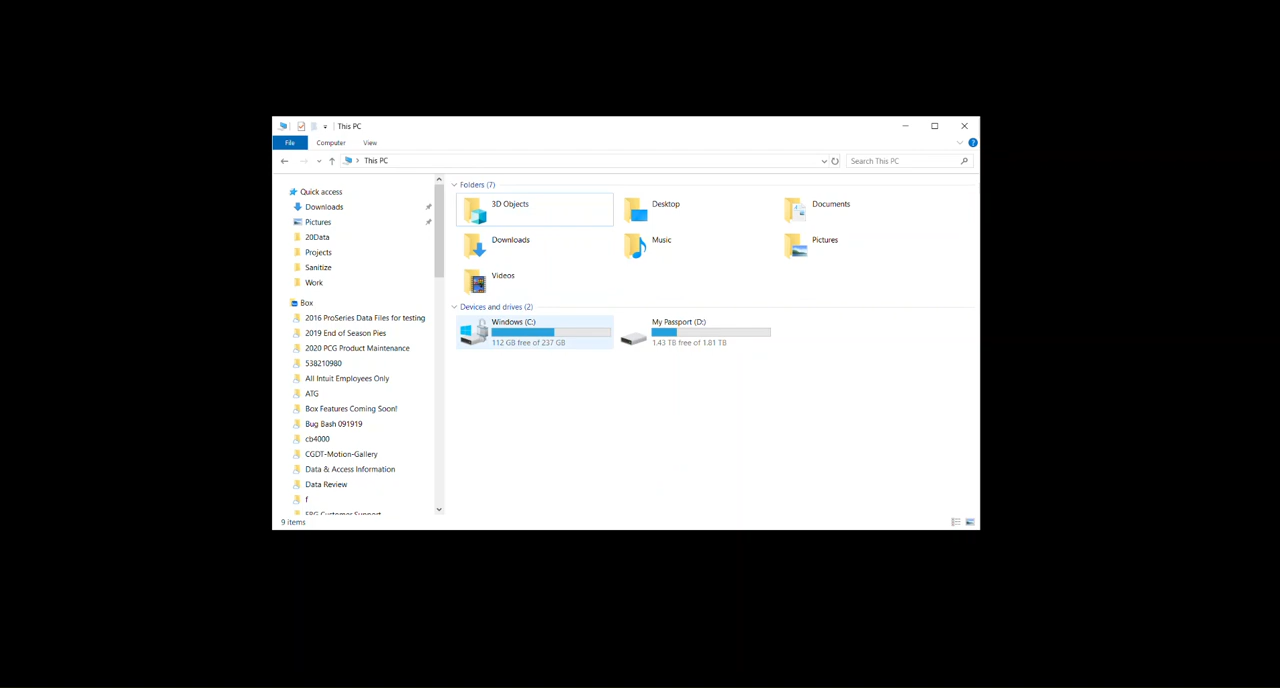 This PC
File Computer View
This PC
Search This PC
Quick access
Downloads
Pictures
20Data
Projects
Sanitize
Work
Box
2016 ProSeries Data Files for testing
2019 End of Season Pies
2020 PCG Product Maintenance
538210980
All Intuit Employees Only
ATG
Box Features Coming Soon!
Bug Bash 091919
cb4000
CGDT-Motion-Gallery
Data & Access Information
Data Review
f
Folders (7)
3D Objects Desktop Documents
Downloads Music Pictures
Videos
Devices and drives (2)
Windows (C:)
112 GB free of 237 GB
My Passport (D:)
1.43 TB free of 1.81 TB
9 items